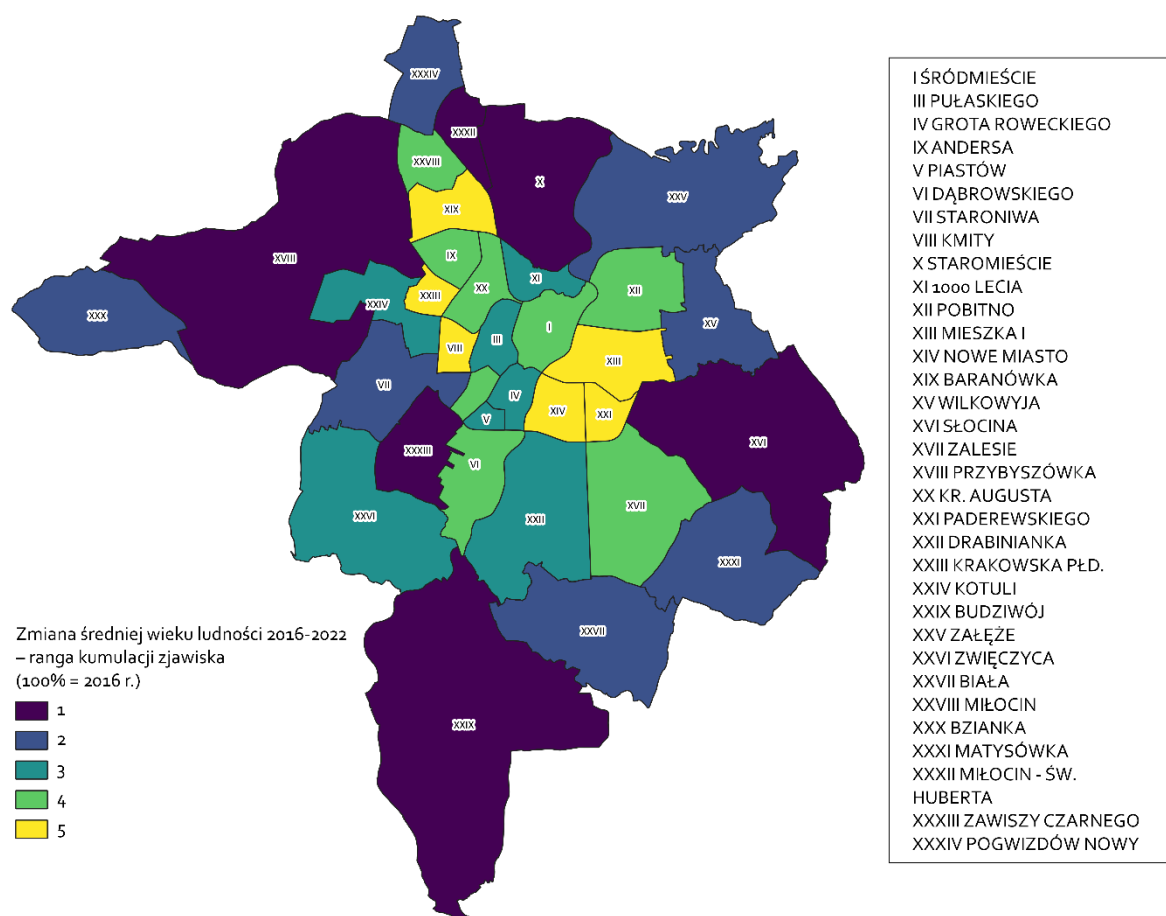 XXXIV
XXXII
XXVIII
X
XXV
XIX
IX
XVIII
XI
XX
XII
XXIII
XXIV
XXX
I
XV
III
VIII
XIII
VII
IV
XIV
XXI
V
XVI
XXXIII
VI
XVII
XXVI
XXII
XXXI
XXVII
XXIX
Zmiana średniej wieku ludności 2016-2022
– ranga kumulacji zjawiska
(100% = 2016 r.)
1
2
3
4
5
I ŚRÓDMIEŚCIE
III PUŁASKIEGO
IV GROTA ROWECKIEGO
IX ANDERSA
V PIASTÓW
VI DĄBROWSKIEGO
VII STARONIWA
VIII KMITY
X STAROMIEŚCIE
XI 1000 LECIA
XII POBITNO
XIII MIESZKA I
XIV NOWE MIASTO
XIX BARANÓWKA
XV WILKOWYJA
XVI SŁOCINA
XVII ZALESIE
XVIII PRZYBYSZÓWKA
XX KR. AUGUSTA
XXI PADEREWSKIEGO
XXII DRABINIANKA
XXIII KRAKOWSKA PŁD.
XXIV KOTULI
XXIX BUDZIWÓJ
XXV ZAŁĘŻE
XXVI ZWIĘCZYCA
XXVII BIAŁA
XXVIII MIŁOCIN
XXX BZIANKA
XXXI MATYSÓWKA
XXXII MIŁOCIN - ŚW.
HUBERTA
XXXIII ZAWISZY CZARNEGO
XXXIV POGWIZDÓW NOWY